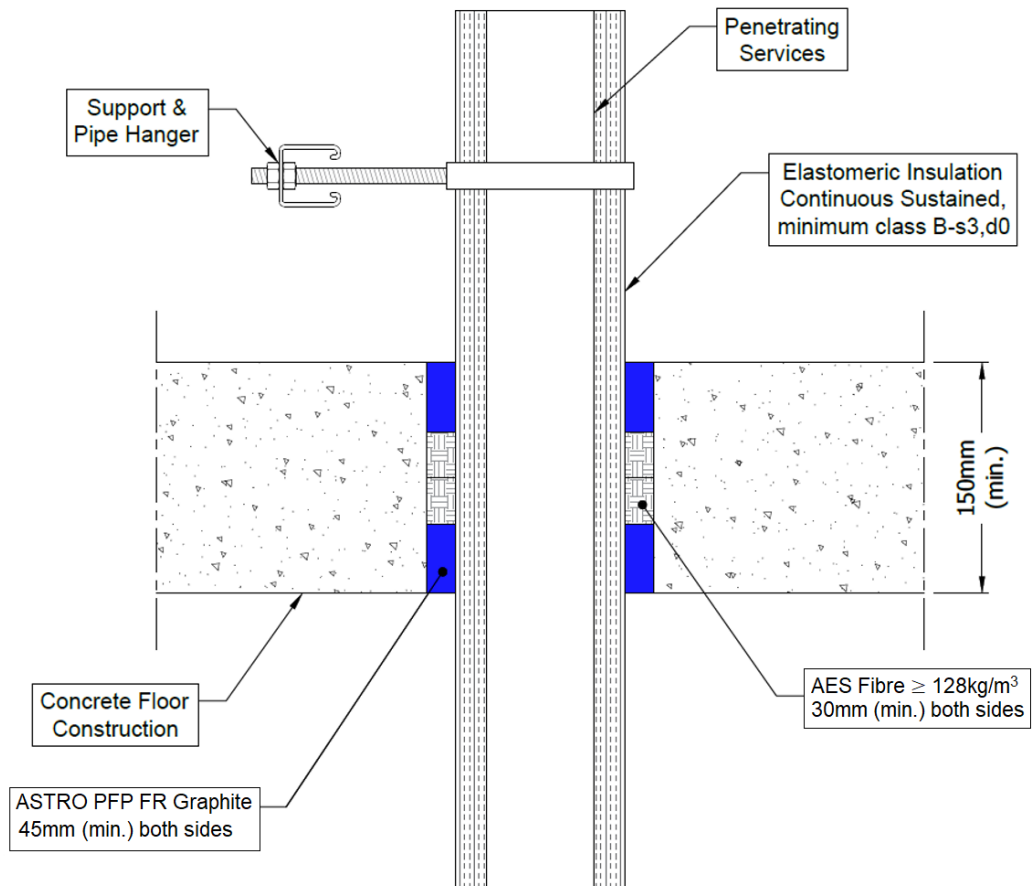 Penetrating
Services
Support &
Pipe Hanger
Elastomeric Insulation
Continuous Sustained,
minimum class B-s3,d0
150mm
(min.)
AES Fibre ≥ 128kg/m³
30mm (min.) both sides
Concrete Floor
Construction
ASTRO PFP FR Graphite
45mm (min.) both sides